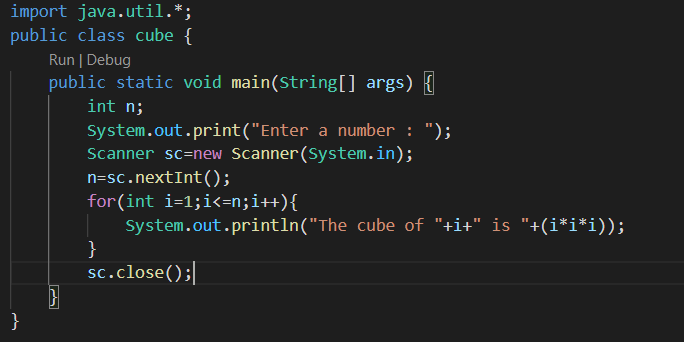 import java.util.*;
public class cube {
Run | Debug
public static void main(String[] args) {
int n;
System.out.print("Enter a number : ");
Scanner sc=new Scanner(System.in);
n=sc.nextInt();
for(int i=1;i<=n;i++){
System.out.println("The cube of "+i+" is "+(i*i*i));
}
sc.close();
}
}